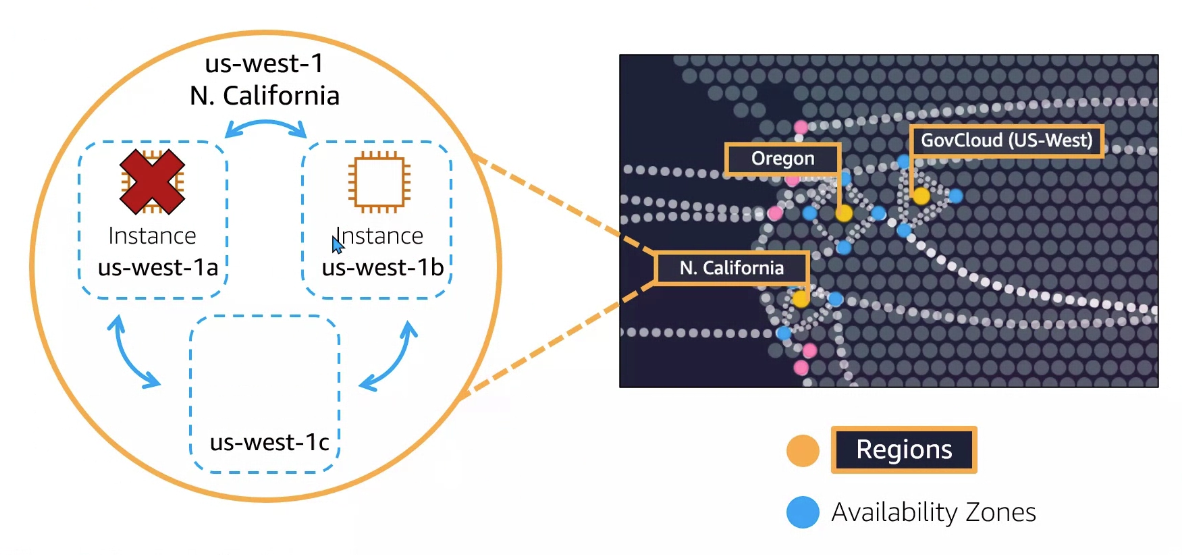 us-west-1
N. California
Instance
us-west-1a
Instance
us-west-1b
us-west-1c
Oregon
GovCloud (US-West)
N. California
Regions
Availability Zones